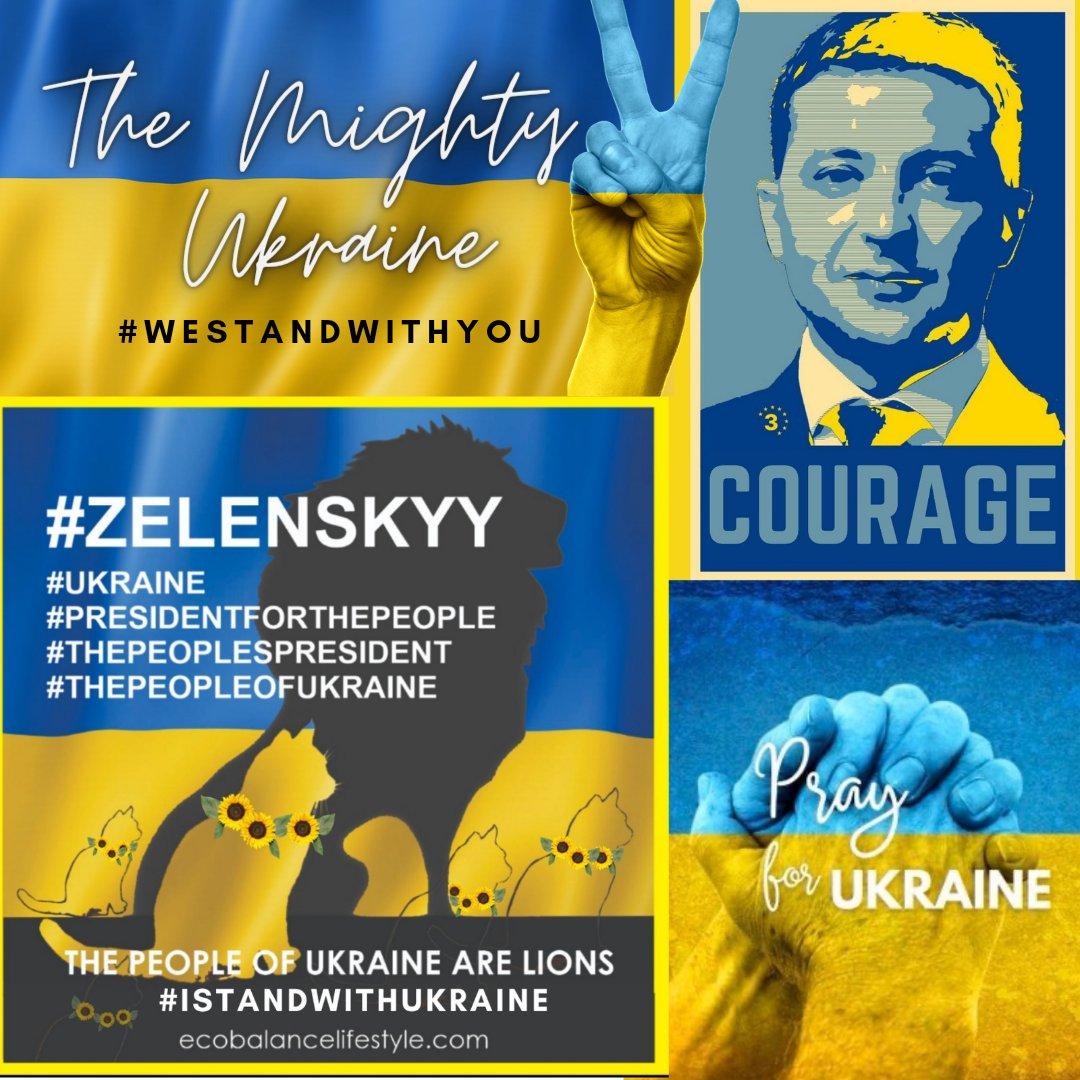 The Mighty
Ukraine
#WESTANDWITHYOU
3
COURAGE
#ZELENSKYY
#UKRAINE
#PRESIDENTFORTHEPEOPLE
#THEPEOPLESPRESIDENT
#THEPEOPLEOFUKRAINE
THE PEOPLE OF UKRAINE ARE LIONS
#ISTANDWITHUKRAINE
ecobalancelifestyle.com
Pray
for UKRAINE